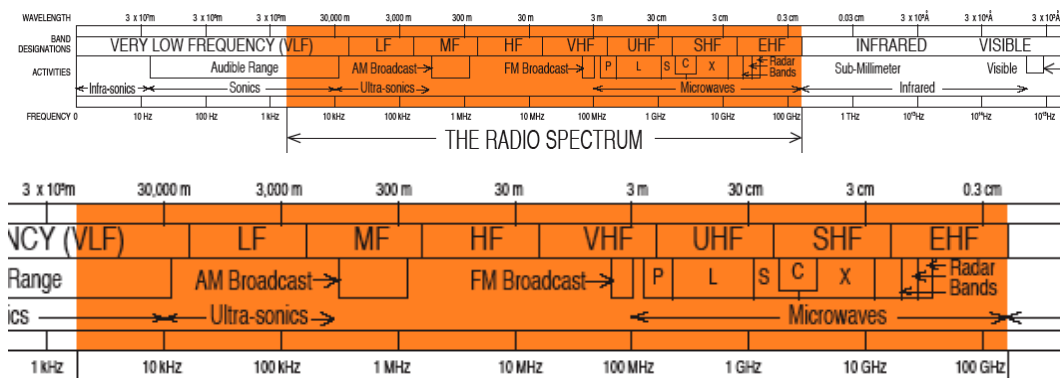 WAVELENGTH 3 x 10⁷m 3 x 10⁶m 3 x 10⁵m 30,000 m 3,000 m 300 m 30 m 3 m 30 cm 3 cm 0.3 cm 0.03 cm
BAND DESIGNATIONS VERY LOW FREQUENCY (VLF) LF MF HF VHF UHF SHF EHF INFRARED VISIBLE
ACTIVITIES Audible Range AM Broadcast FM Broadcast P L S C X Radar Bands Sub-Millimeter Visible
Infra-sonics Sonics Ultra-sonics Microwaves Infrared
FREQUENCY 0 10 Hz 100 Hz 1 kHz 10 kHz 100 kHz 1 MHz 10 MHz 100 MHz 1 GHz 10 GHz 100 GHz 1 THz
THE RADIO SPECTRUM
3 x 10⁵m 30,000 m 3,000 m 300 m 30 m 3 m 30 cm 3 cm 0.3 cm
NCY (VLF) LF MF HF VHF UHF SHF EHF
Range AM Broadcast FM Broadcast P L S C X Radar Bands
ics Ultra-sonics Microwaves
1 kHz 10 kHz 100 kHz 1 MHz 10 MHz 100 MHz 1 GHz 10 GHz 100 GHz